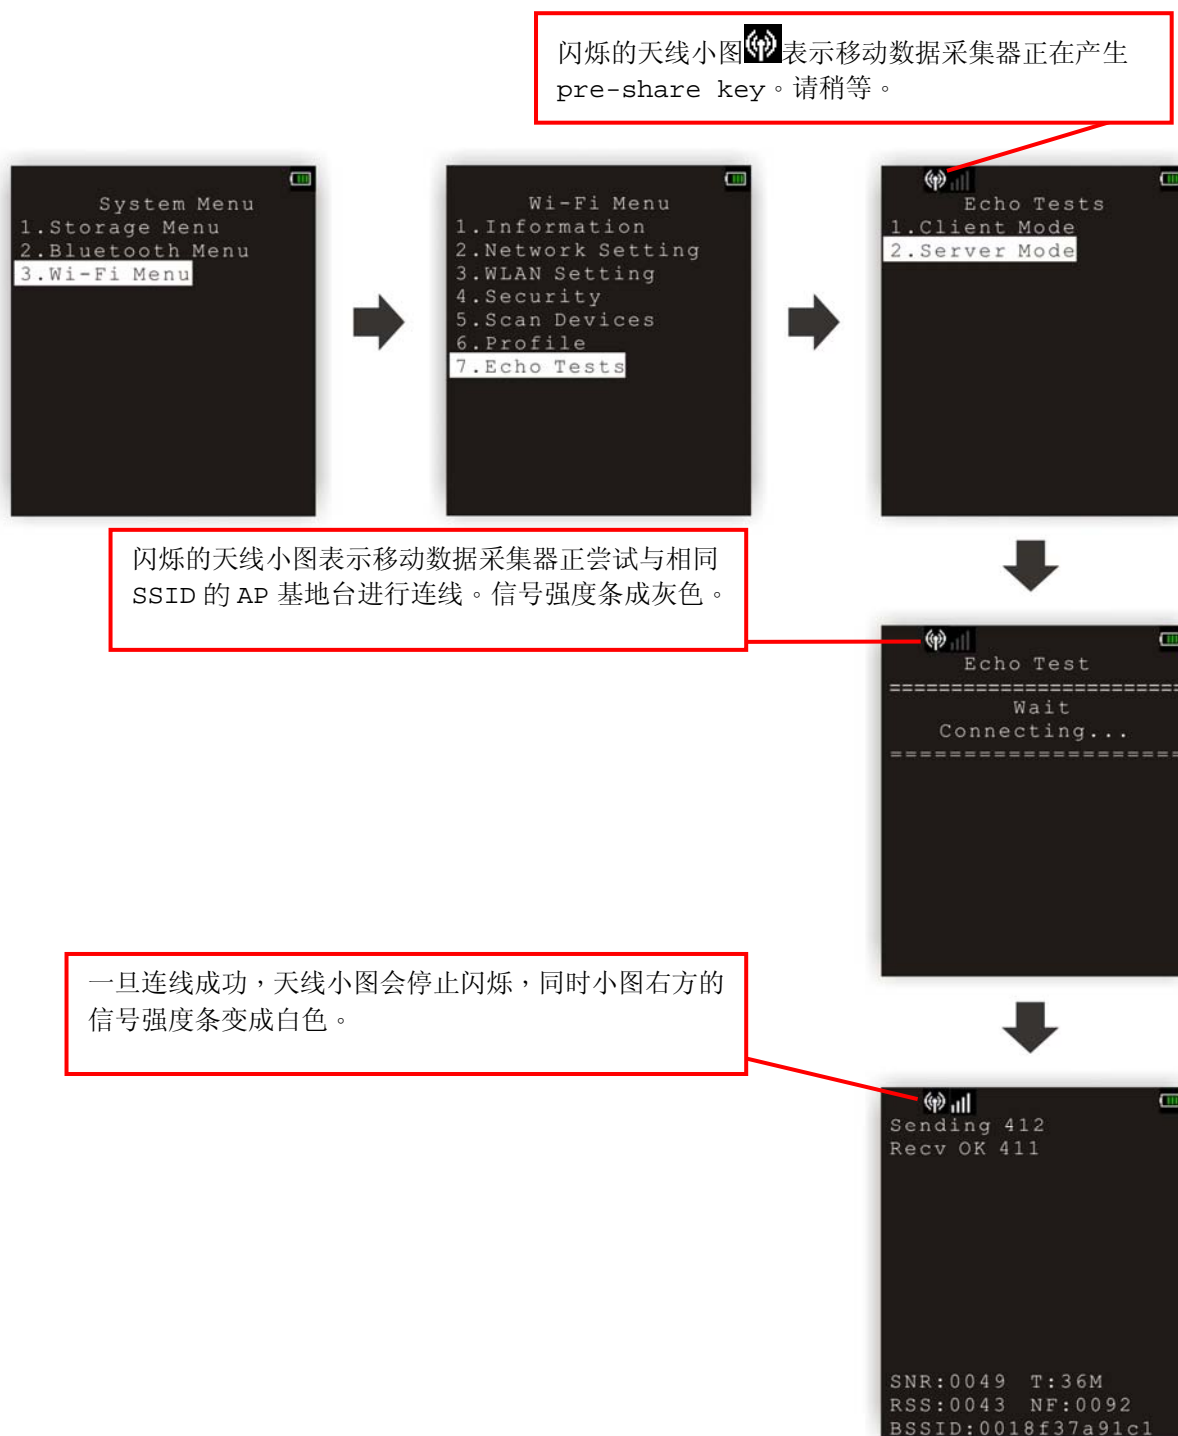 闪烁的天线小图表示移动数据采集器正在产生
pre-share key。请稍等。
System Menu
1.Storage Menu
2.Bluetooth Menu
3.Wi-Fi Menu
Wi-Fi Menu
1.Information
2.Network Setting
3.WLAN Setting
4.Security
5.Scan Devices
6.Profile
7.Echo Tests
Echo Tests
1.Client Mode
2.Server Mode
闪烁的天线小图表示移动数据采集器正尝试与相同
SSID 的 AP 基地台进行连线。信号强度条成灰色。
Echo Test
========================
Wait
Connecting...
=====================
一旦连线成功，天线小图会停止闪烁，同时小图右方的
信号强度条变成白色。
Sending 412
Recv OK 411
SNR:0049 T:36M
RSS:0043 NF:0092
BSSID:0018f37a91c1